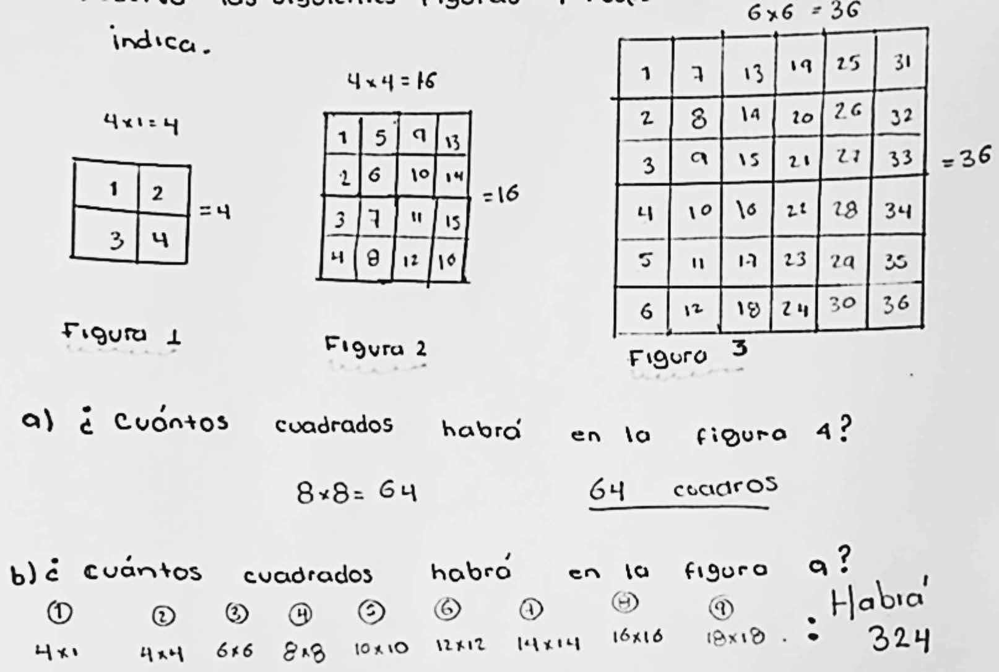 indica.
4x1=4
1 2
3 4
=4
Figura 1
4x4=16
1 5 9 13
2 6 10 14
3 7 11 15
4 8 12 16
=16
Figura 2
6x6=36
1 7 13 19 25 31
2 8 14 20 26 32
3 9 15 21 27 33
4 10 16 22 28 34
5 11 17 23 29 35
6 12 18 24 30 36
=36
Figura 3
a) ¿ Cuántos cuadrados habrá en la figura 4?
8x8= 64 64 cuadros
b) ¿ cuántos cuadrados habrá en la figura 9?
1 2 3 4 5 6 7 8 9
4x1 4x4 6x6 8x8 10x10 12x12 14x14 16x16 18x18. : Habrá
324